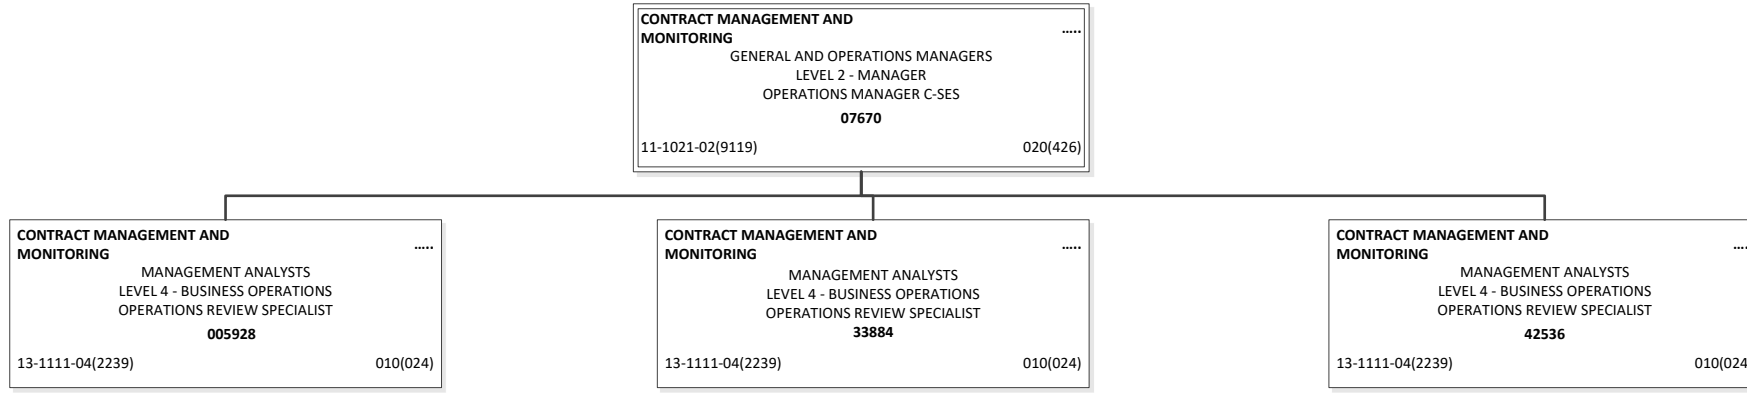 CONTRACT MANAGEMENT AND
MONITORING
.....
GENERAL AND OPERATIONS MANAGERS
LEVEL 2 - MANAGER
OPERATIONS MANAGER C-SES
07670
11-1021-02(9119) 020(426)
CONTRACT MANAGEMENT AND
MONITORING
.....
MANAGEMENT ANALYSTS
LEVEL 4 - BUSINESS OPERATIONS
OPERATIONS REVIEW SPECIALIST
005928
13-1111-04(2239) 010(024)
CONTRACT MANAGEMENT AND
MONITORING
.....
MANAGEMENT ANALYSTS
LEVEL 4 - BUSINESS OPERATIONS
OPERATIONS REVIEW SPECIALIST
33884
13-1111-04(2239) 010(024)
CONTRACT MANAGEMENT AND
MONITORING
....
MANAGEMENT ANALYSTS
LEVEL 4 - BUSINESS OPERATIONS
OPERATIONS REVIEW SPECIALIST
42536
13-1111-04(2239) 010(024